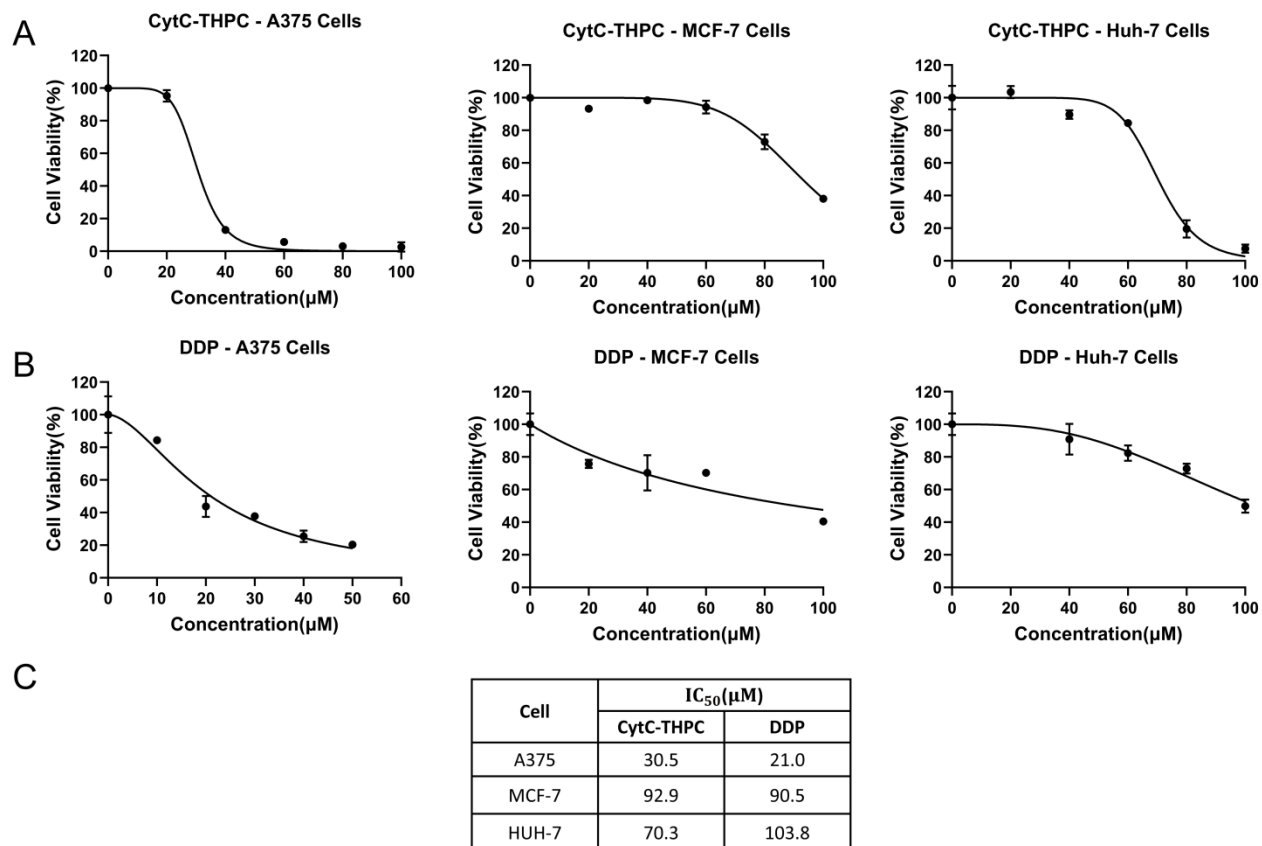 A
CytC-THPC - A375 Cells
CytC-THPC - MCF-7 Cells
CytC-THPC - Huh-7 Cells
Cell Viability(%)
120
100
80
60
40
20
0
0 20 40 60 80 100
Concentration(μM)
Cell Viability(%)
120
100
80
60
40
20
0
0 20 40 60 80 100
Concentration(μM)
Cell Viability(%)
120
100
80
60
40
20
0
0 20 40 60 80 100
Concentration(μM)
B
DDP - A375 Cells
DDP - MCF-7 Cells
DDP - Huh-7 Cells
Cell Viability(%)
120
100
80
60
40
20
0
0 10 20 30 40 50 60
Concentration(μM)
Cell Viability(%)
120
100
80
60
40
20
0
0 20 40 60 80 100
Concentration(μM)
Cell Viability(%)
120
100
80
60
40
20
0
0 20 40 60 80 100
Concentration(μM)
C
Cell IC₅₀(μM)
CytC-THPC DDP
A375 30.5 21.0
MCF-7 92.9 90.5
HUH-7 70.3 103.8